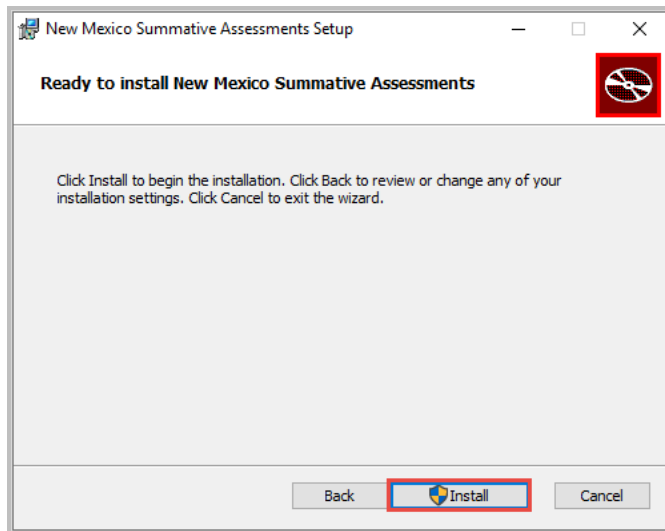 New Mexico Summative Assessments Setup
Ready to install New Mexico Summative Assessments
Click Install to begin the installation. Click Back to review or change any of your
installation settings. Click Cancel to exit the wizard.
Back Install Cancel